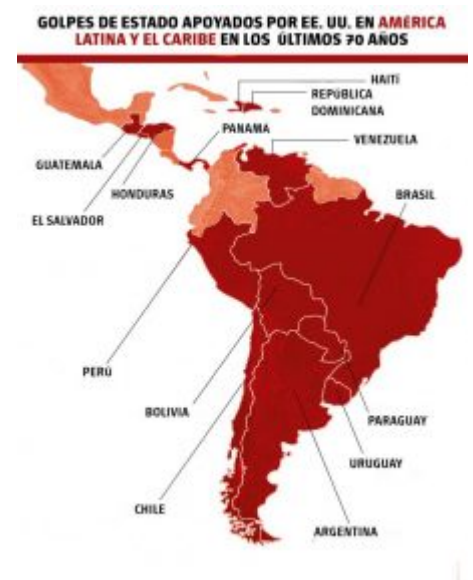 GOLPES DE ESTADO APOYADOS POR EE. UU. EN AMÉRICA
LATINA Y EL CARIBE EN LOS ÚLTIMOS 70 AÑOS
HAITÍ
REPÚBLICA
DOMINICANA
PANAMA
VENEZUELA
GUATEMALA
HONDURAS
BRASIL
EL SALVADOR
PERÚ
BOLIVIA
PARAGUAY
URUGUAY
CHILE
ARGENTINA